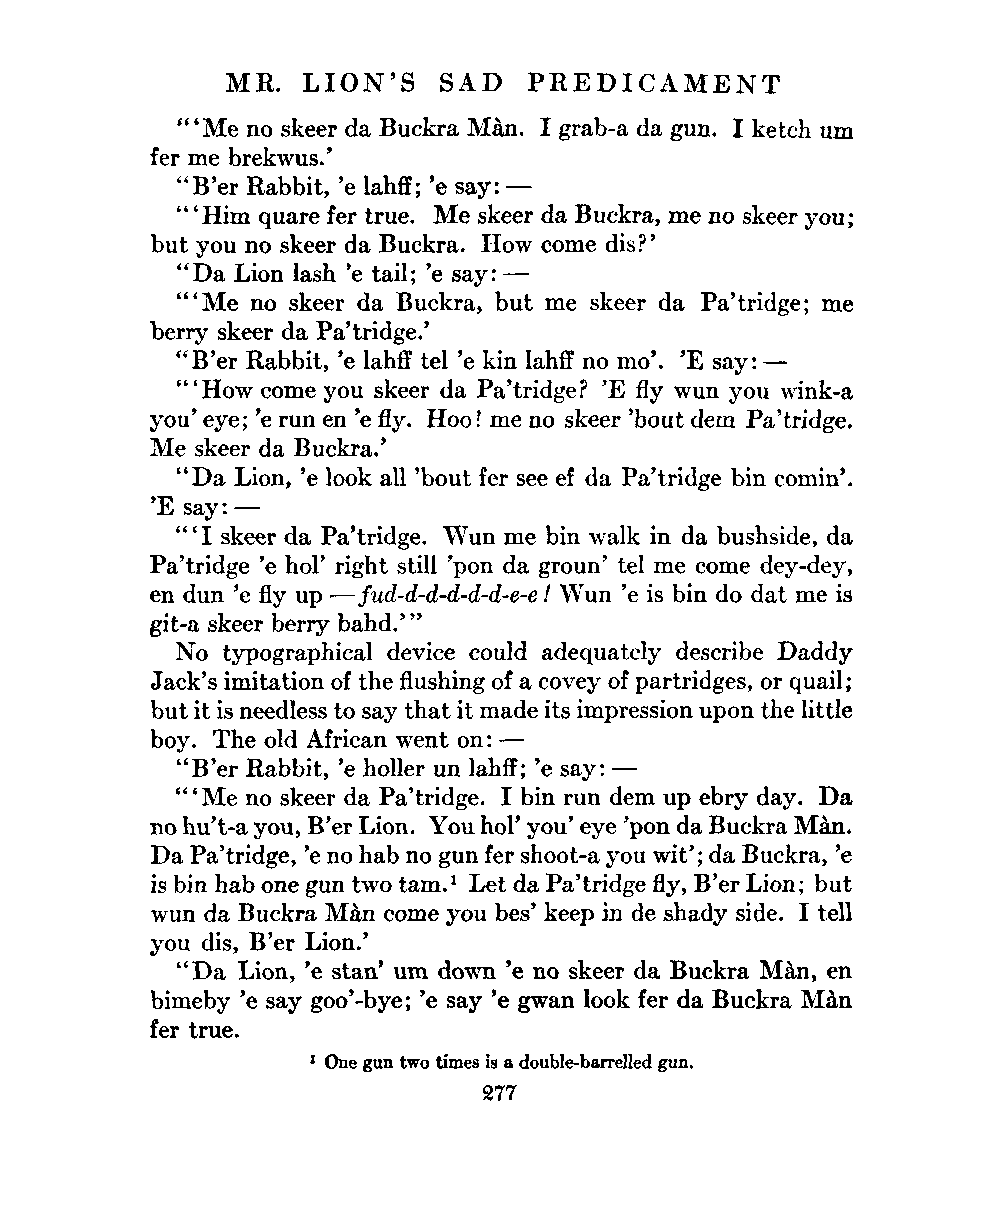 MR. LION'S SAD PREDICAMENT
“‘Me no skeer da Buckra Màn. I grab-a da gun. I ketch um
fer me brekwus.’
“B’er Rabbit, ’e lahff; ’e say: —
“‘Him quare fer true. Me skeer da Buckra, me no skeer you;
but you no skeer da Buckra. How come dis?’
“Da Lion lash ’e tail; ’e say: —
“‘Me no skeer da Buckra, but me skeer da Pa’tridge; me
berry skeer da Pa’tridge.’
“B’er Rabbit, ’e lahff tel ’e kin lahff no mo’. ’E say: —
“‘How come you skeer da Pa’tridge? ’E fly wun you wink-a
you’ eye; ’e run en ’e fly. Hoo! me no skeer ’bout dem Pa’tridge.
Me skeer da Buckra.’
“Da Lion, ’e look all ’bout fer see ef da Pa’tridge bin comin’.
’E say: —
“‘I skeer da Pa’tridge. Wun me bin walk in da bushside, da
Pa’tridge ’e hol’ right still ’pon da groun’ tel me come dey-dey,
en dun ’e fly up — fud-d-d-d-d-d-e-e! Wun ’e is bin do dat me is
git-a skeer berry bahd.’”
No typographical device could adequately describe Daddy
Jack’s imitation of the flushing of a covey of partridges, or quail;
but it is needless to say that it made its impression upon the little
boy. The old African went on: —
“B’er Rabbit, ’e holler un lahff; ’e say: —
“‘Me no skeer da Pa’tridge. I bin run dem up ebry day. Da
no hu’t-a you, B’er Lion. You hol’ you’ eye ’pon da Buckra Màn.
Da Pa’tridge, ’e no hab no gun fer shoot-a you wit’; da Buckra, ’e
is bin hab one gun two tam.¹ Let da Pa’tridge fly, B’er Lion; but
wun da Buckra Màn come you bes’ keep in de shady side. I tell
you dis, B’er Lion.’
“Da Lion, ’e stan’ um down ’e no skeer da Buckra Màn, en
bimeby ’e say goo’-bye; ’e say ’e gwan look fer da Buckra Màn
fer true.
¹ One gun two times is a double-barrelled gun.
277